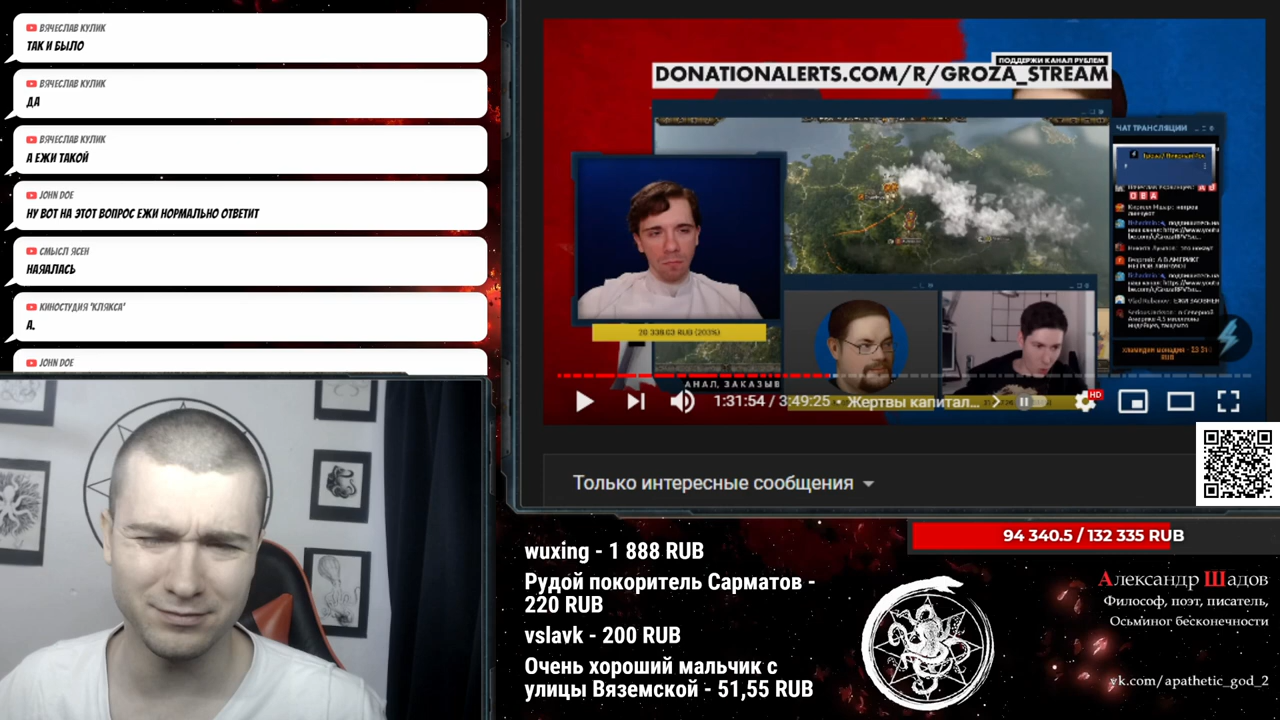 ВЯЧЕСЛАВ КУЛИК
ТАК И БЫЛО
ВЯЧЕСЛАВ КУЛИК
ДА
ВЯЧЕСЛАВ КУЛИК
А ЕЖИ ТАКОЙ
JOHN DOE
НУ ВОТ НА ЭТОТ ВОПРОС ЕЖИ НОРМАЛЬНО ОТВЕТИТ
СМЫСЛ ЯСЕН
НАЯАЛАСЬ
КИНОСТУДИЯ "КЛЯКСА"
А.
JOHN DOE
ПОДДЕРЖИ КАНАЛ РУБЛЕМ
DONATIONALERTS.COM/R/GROZA_STREAM
ЧАТ ТРАНСЛЯЦИИ
20 338.03 RUB (203%)
АНАЛ, ЗАКАЗЫВ
1:31:54 / 3:49:25 • Жертвы капитал...
HD
Только интересные сообщения
94 340.5 / 132 335 RUB
wuxing - 1 888 RUB
Рудой покоритель Сарматов -
220 RUB
vslavk - 200 RUB
Очень хороший мальчик с
улицы Вяземской - 51,55 RUB
Александр Шадов
Философ, поэт, писатель,
Осьминог бесконечности
vk.com/apathetic_god_2